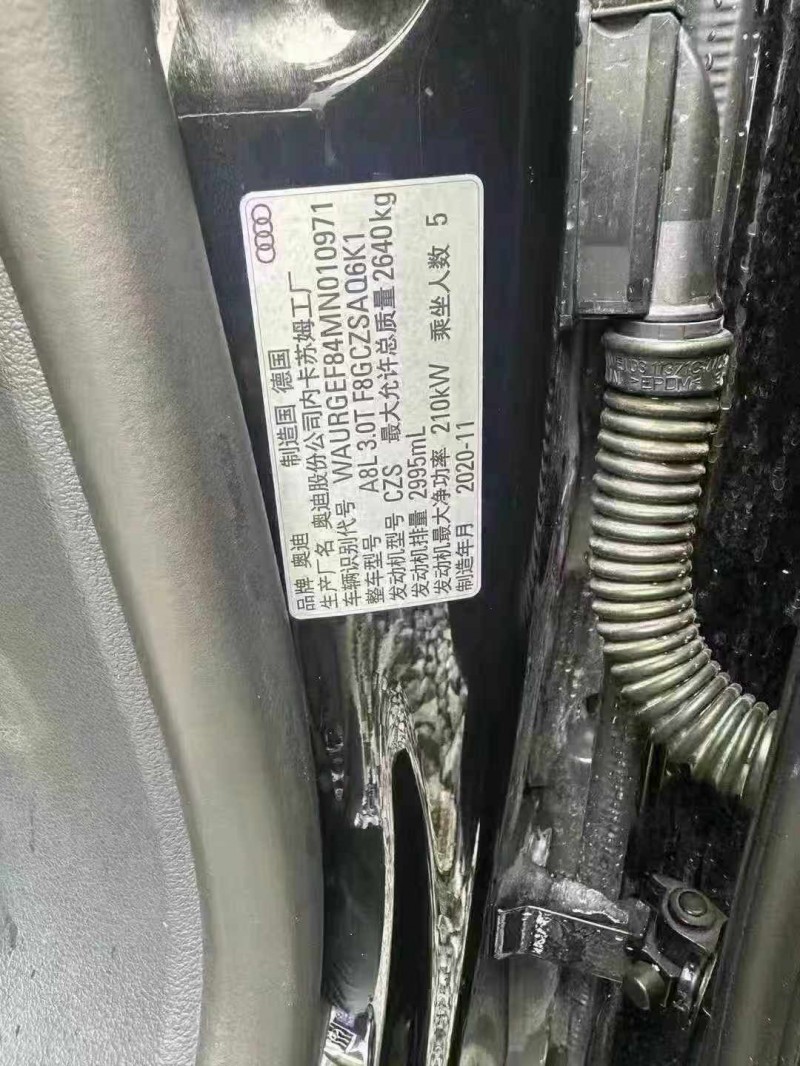 品牌 奥迪 制造国 德国
生产厂名 奥迪股份公司内卡苏姆工厂
车辆识别代号 WAURGEF84MN010971
整车型号 A8L 3.0T F8GCZSAQ6K1
发动机型号 CZS 最大允许总质量 2640kg
发动机排量 2995mL
发动机最大净功率 210kW 乘坐人数 5
制造年月 2020-11
>EPDM<